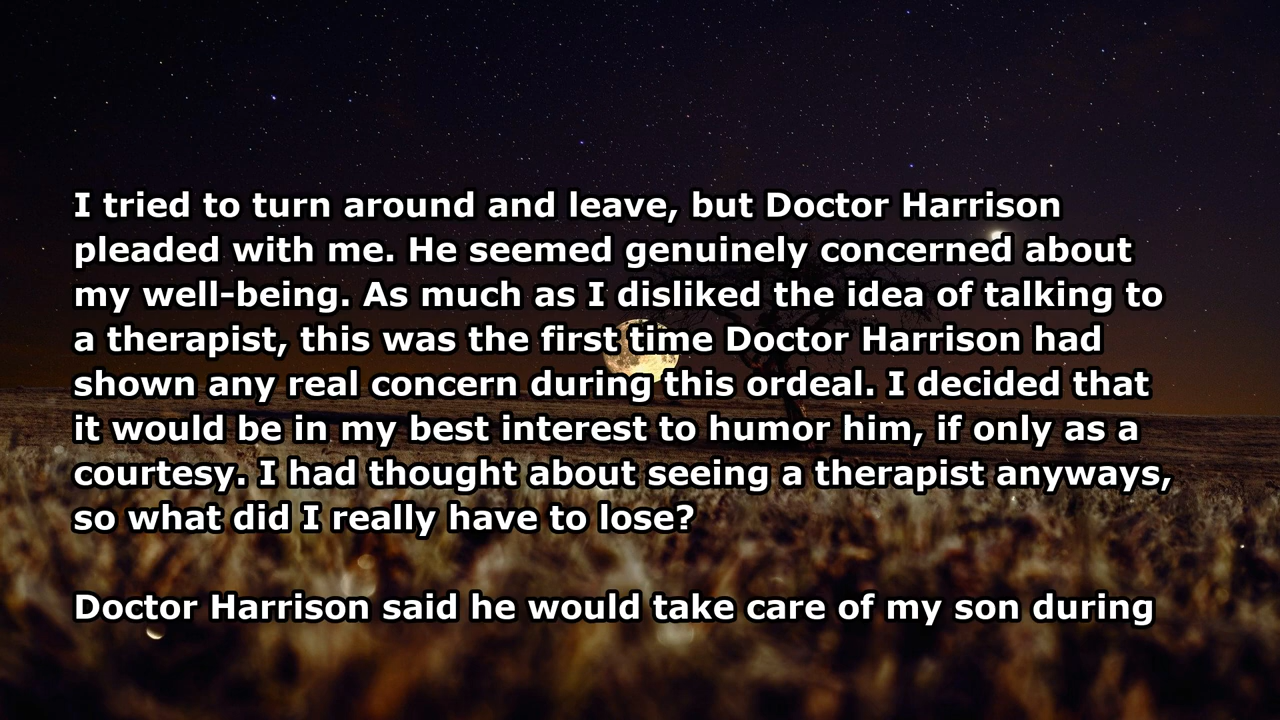 I tried to turn around and leave, but Doctor Harrison
pleaded with me. He seemed genuinely concerned about
my well-being. As much as I disliked the idea of talking to
a therapist, this was the first time Doctor Harrison had
shown any real concern during this ordeal. I decided that
it would be in my best interest to humor him, if only as a
courtesy. I had thought about seeing a therapist anyways,
so what did I really have to lose?
Doctor Harrison said he would take care of my son during